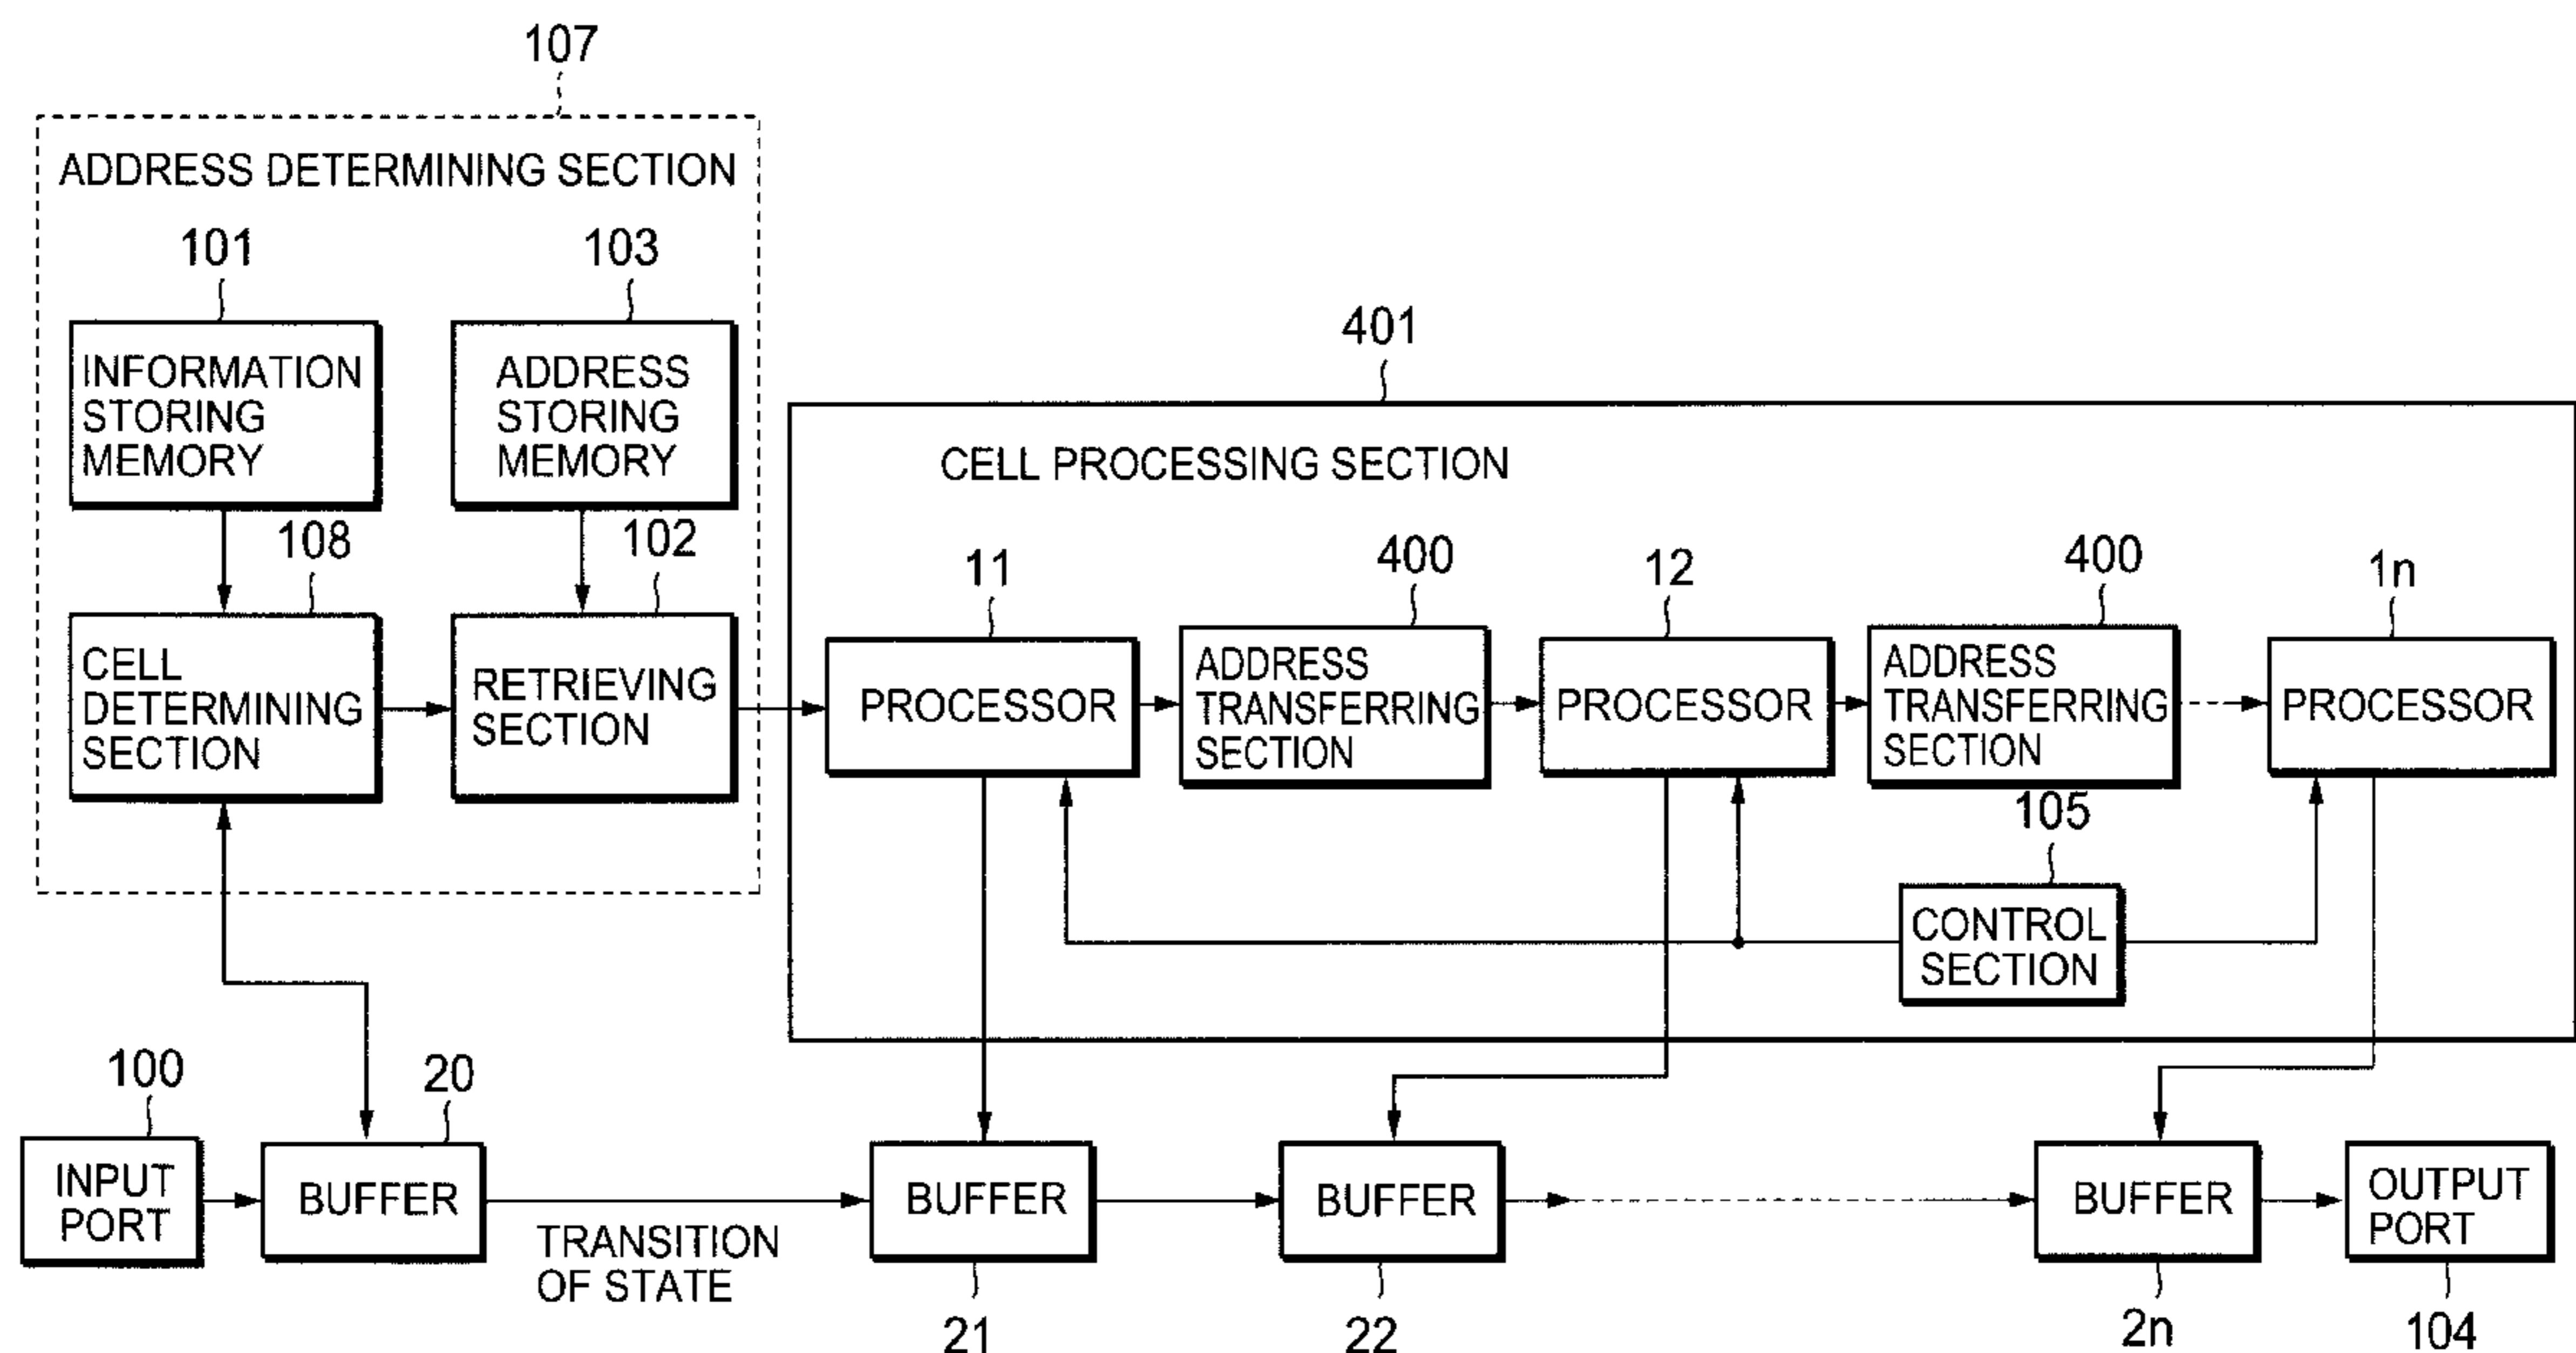 107
ADDRESS DETERMINING SECTION
101
103
INFORMATION
STORING
MEMORY
ADDRESS
STORING
MEMORY
108
102
CELL
DETERMINING
SECTION
RETRIEVING
SECTION
401
CELL PROCESSING SECTION
11
400
12
400
1n
PROCESSOR
ADDRESS
TRANSFERRING
SECTION
PROCESSOR
ADDRESS
TRANSFERRING
SECTION
PROCESSOR
105
CONTROL
SECTION
100
20
INPUT
PORT
BUFFER
TRANSITION
OF STATE
BUFFER
BUFFER
BUFFER
OUTPUT
PORT
21
22
2n
104